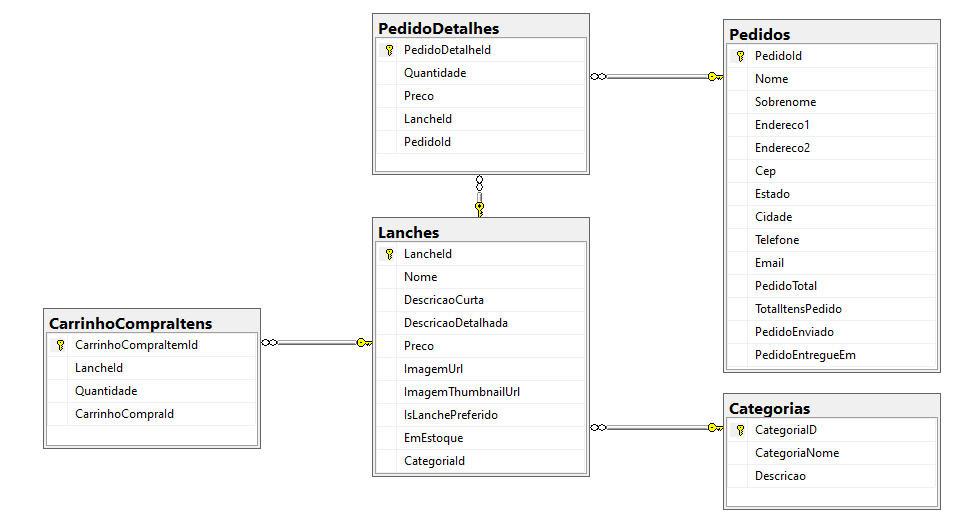 PedidoDetalhes
PedidoDetalheId
Quantidade
Preco
LancheId
PedidoId
Pedidos
PedidoId
Nome
Sobrenome
Endereco1
Endereco2
Cep
Estado
Cidade
Telefone
Email
PedidoTotal
TotalItensPedido
PedidoEnviado
PedidoEntregueEm
Lanches
LancheId
Nome
DescricaoCurta
DescricaoDetalhada
Preco
ImagemUrl
ImagemThumbnailUrl
IsLanchePreferido
EmEstoque
CategoriaId
CarrinhoCompraItens
CarrinhoCompraItemId
LancheId
Quantidade
CarrinhoCompraId
Categorias
CategoriaID
CategoriaNome
Descricao